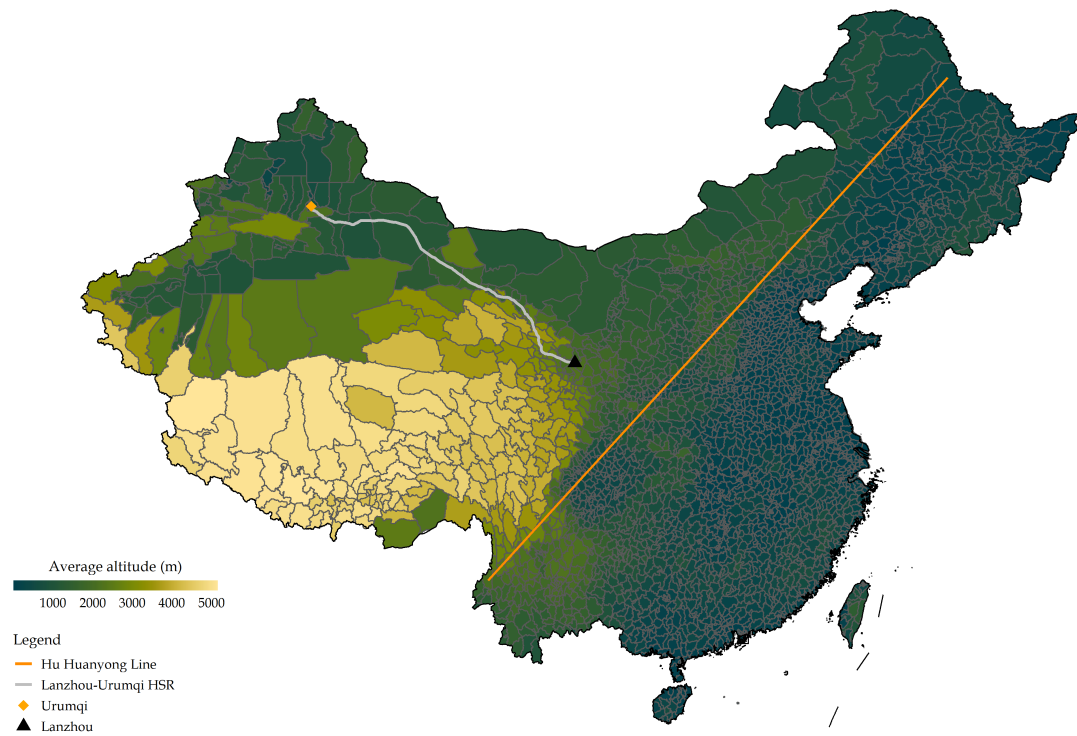 Average altitude (m)
1000 2000 3000 4000 5000
Legend
Hu Huanyong Line
Lanzhou-Urumqi HSR
Urumqi
Lanzhou